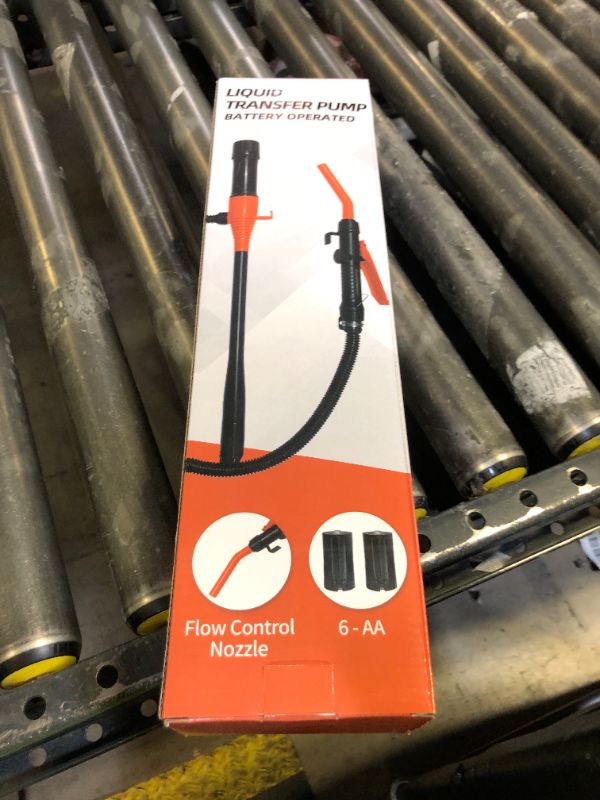 LIQUID
TRANSFER PUMP
BATTERY OPERATED
Flow Control
Nozzle
6 - AA